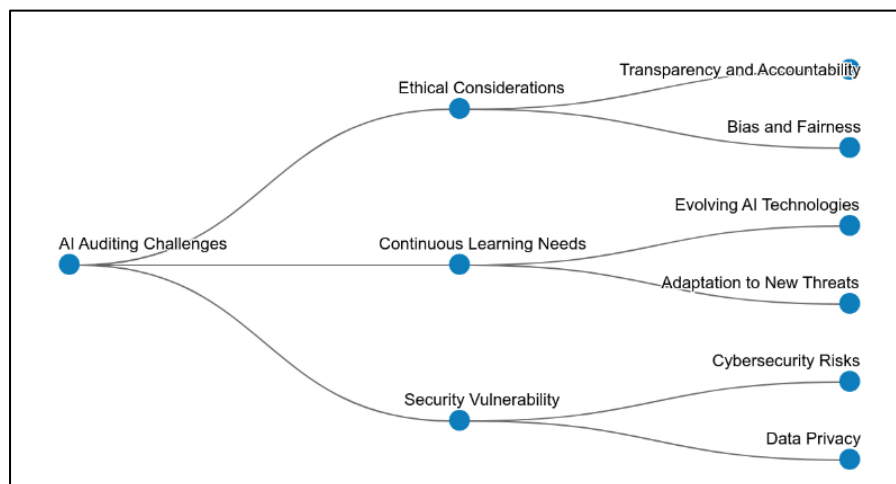 Transparency and Accountability
Ethical Considerations
Bias and Fairness
Evolving AI Technologies
AI Auditing Challenges
Continuous Learning Needs
Adaptation to New Threats
Cybersecurity Risks
Security Vulnerability
Data Privacy